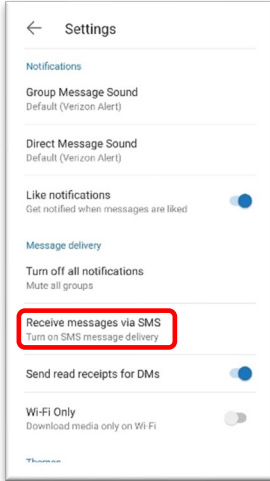 Settings
Notifications
Group Message Sound
Default (Verizon Alert)
Direct Message Sound
Default (Verizon Alert)
Like notifications
Get notified when messages are liked
Message delivery
Turn off all notifications
Mute all groups
Receive messages via SMS
Turn on SMS message delivery
Send read receipts for DMs
Wi-Fi Only
Download media only on Wi-Fi